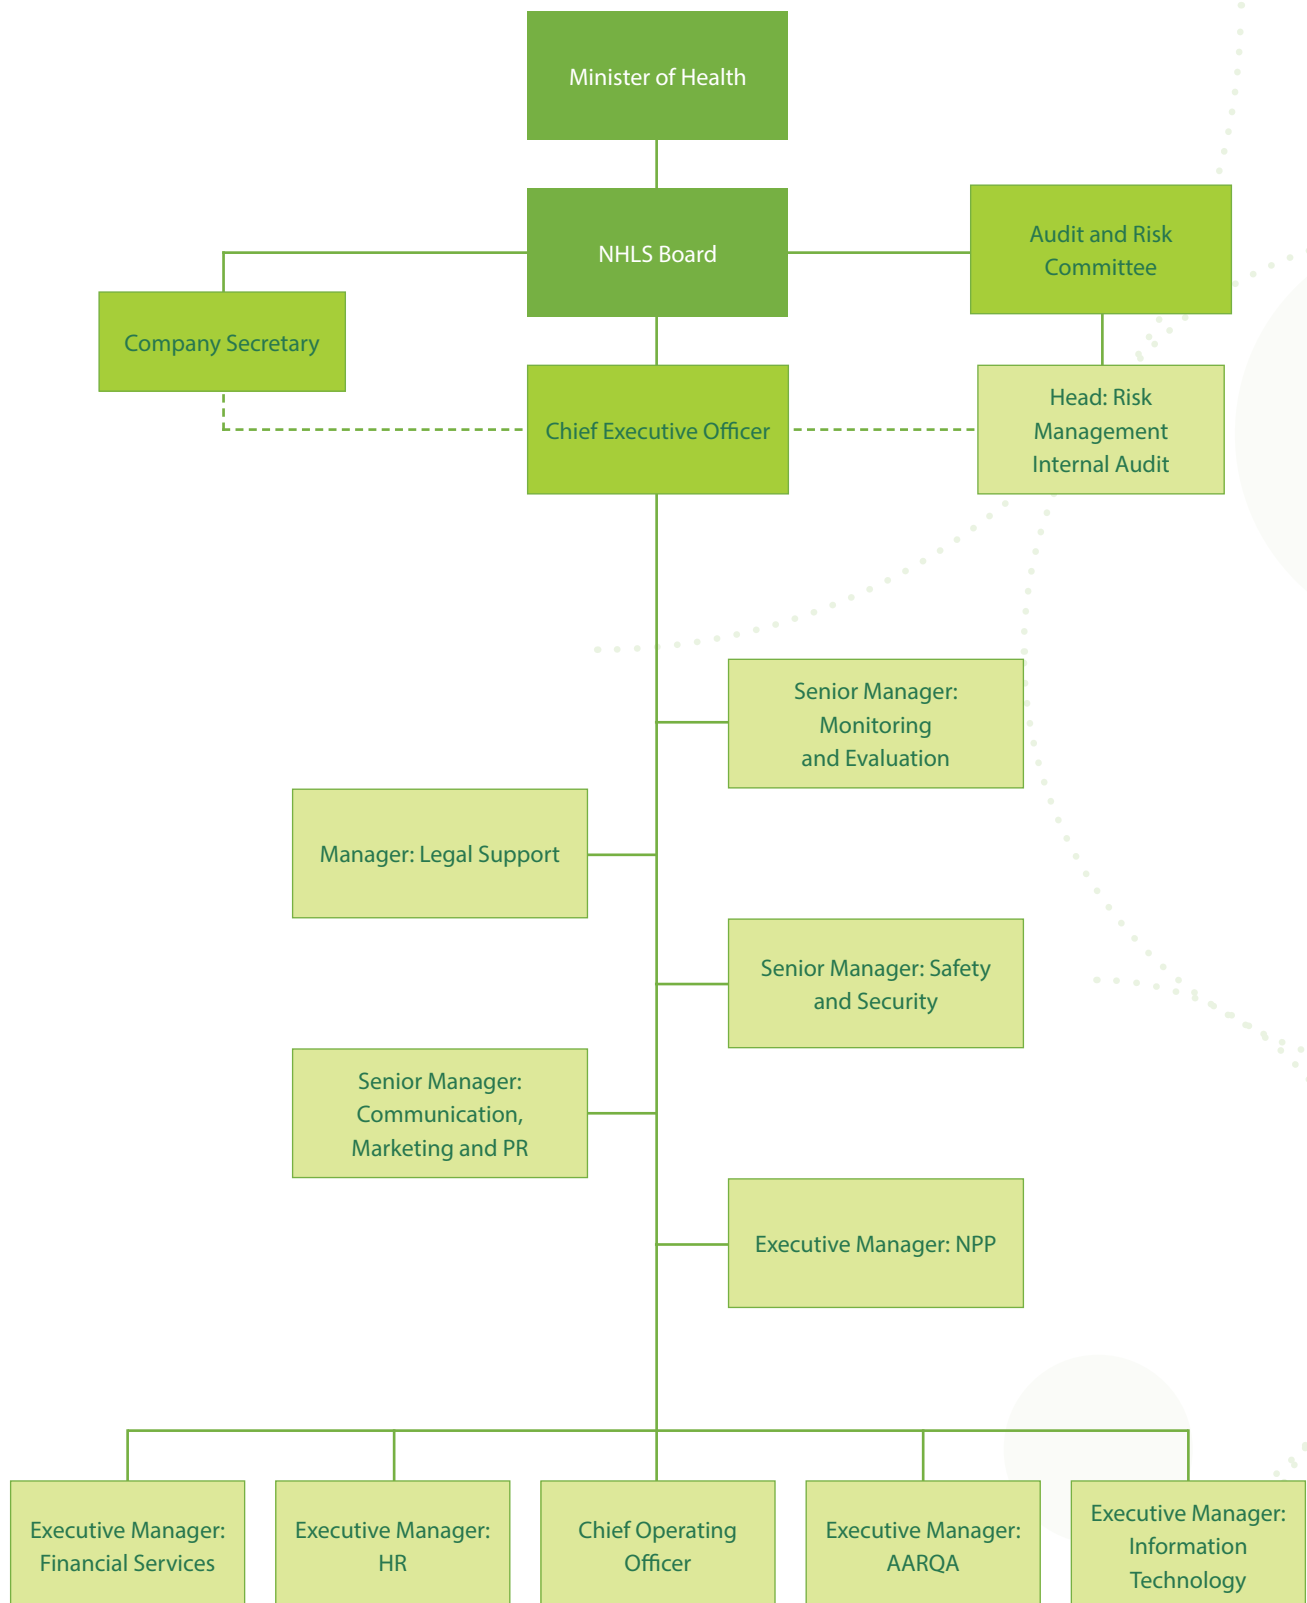 Minister of Health
NHLS Board
Audit and Risk
Committee
Company Secretary
Chief Executive Officer
Head: Risk
Management
Internal Audit
Senior Manager:
Monitoring
and Evaluation
Manager: Legal Support
Senior Manager: Safety
and Security
Senior Manager:
Communication,
Marketing and PR
Executive Manager: NPP
Executive Manager:
Financial Services
Executive Manager:
HR
Chief Operating
Officer
Executive Manager:
AARQA
Executive Manager:
Information
Technology